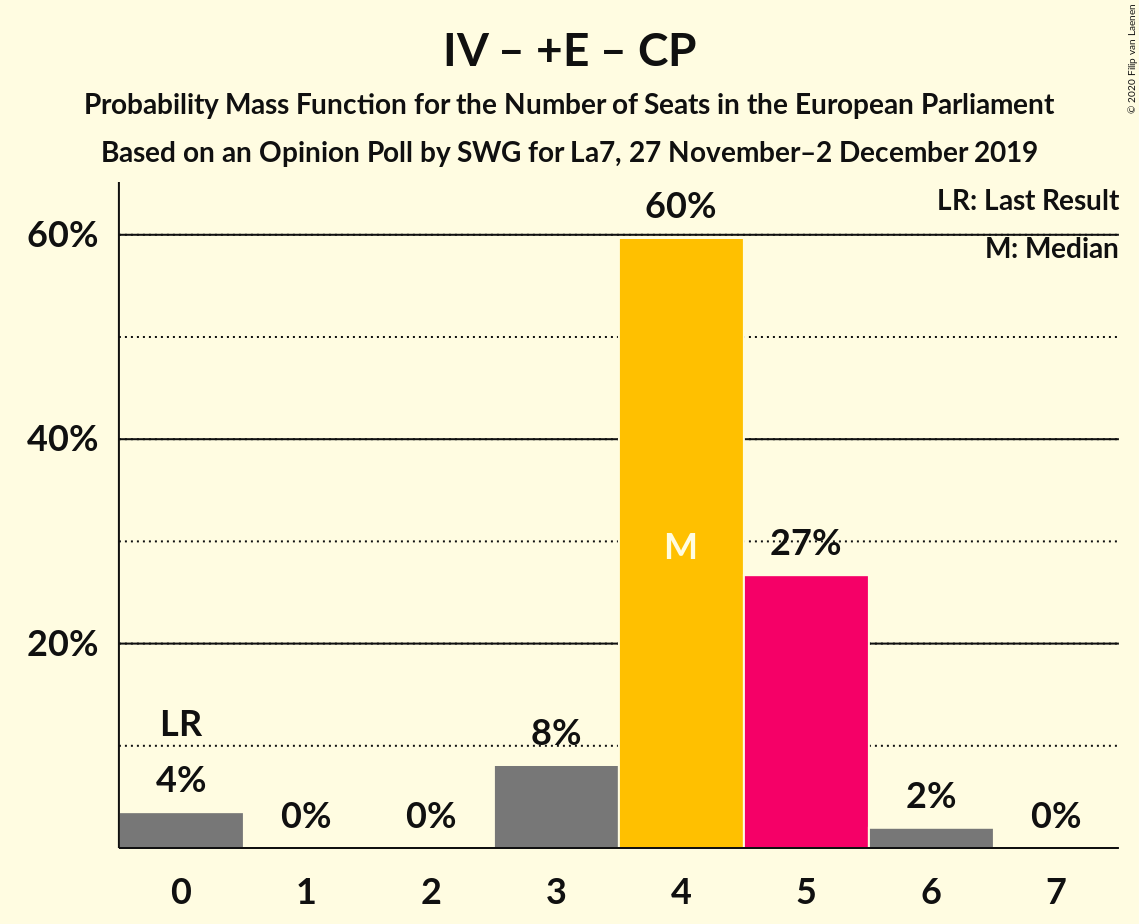 IV – +E – CP
Probability Mass Function for the Number of Seats in the European Parliament
Based on an Opinion Poll by SWG for La7, 27 November–2 December 2019
© 2020 Filip van Laenen
LR: Last Result
M: Median
60%
40%
20%
LR
4%
0%
0%
8%
60%
M
27%
2%
0%
0 1 2 3 4 5 6 7